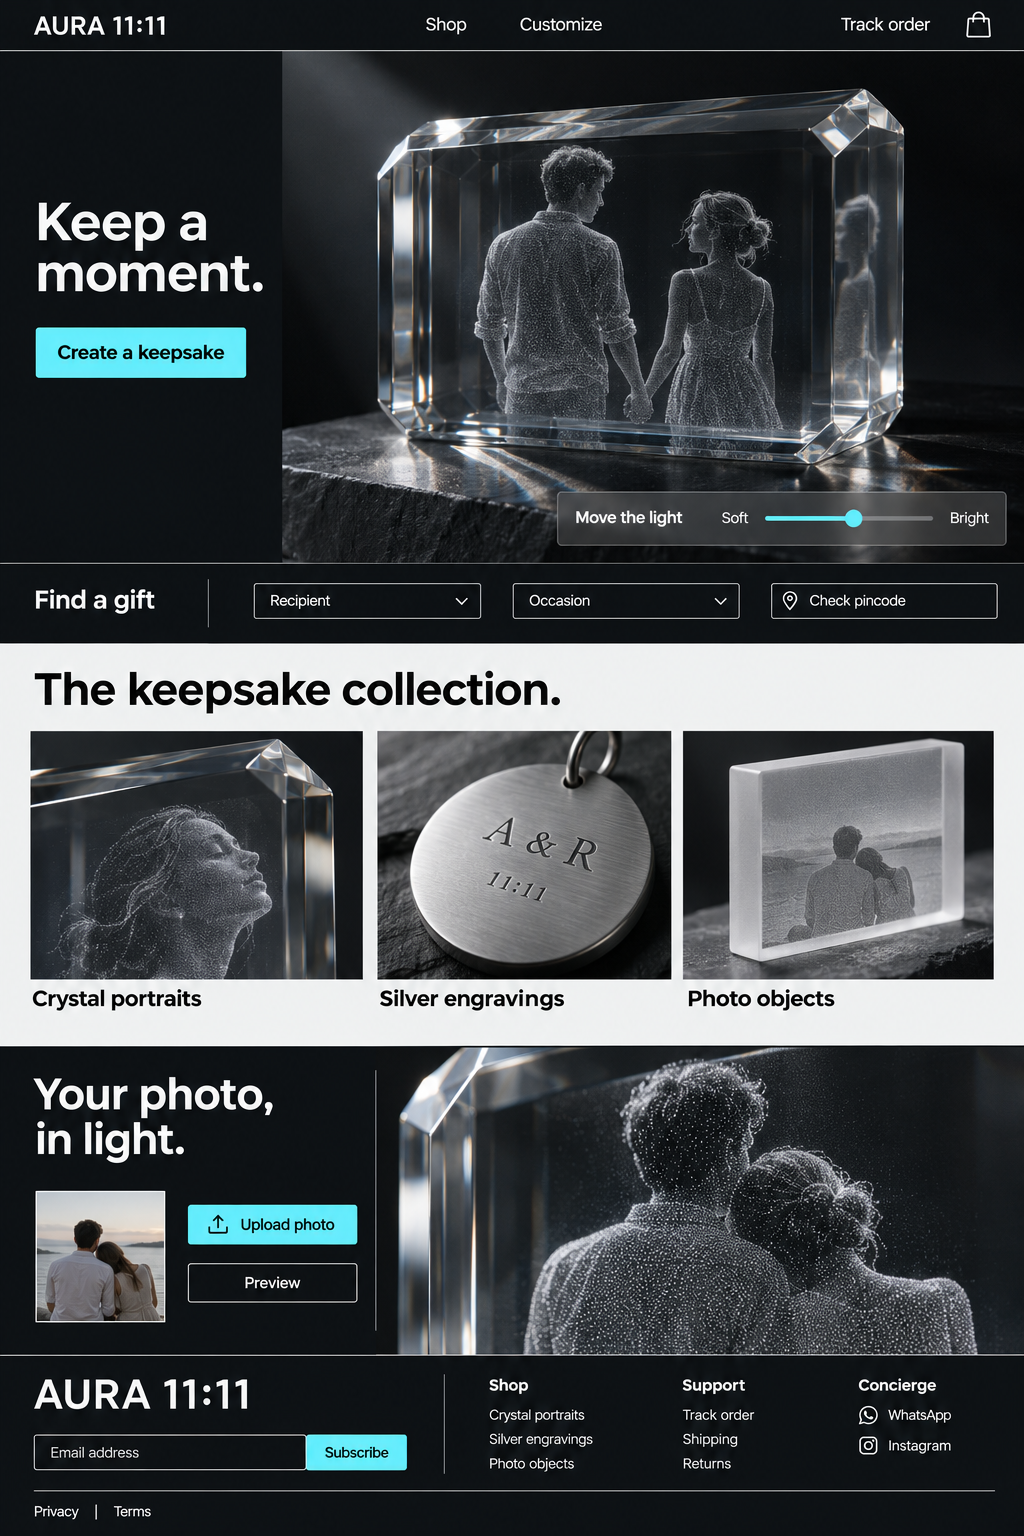 AURA 11:11
Shop
Customize
Track order
Keep a
moment.
Create a keepsake
Move the light
Soft
Bright
Find a gift
Recipient
Occasion
Check pincode
The keepsake collection.
A & R
11:11
Crystal portraits
Silver engravings
Photo objects
Your photo,
in light.
Upload photo
Preview
AURA 11:11
Email address
Subscribe
Shop
Crystal portraits
Silver engravings
Photo objects
Support
Track order
Shipping
Returns
Concierge
WhatsApp
Instagram
Privacy | Terms